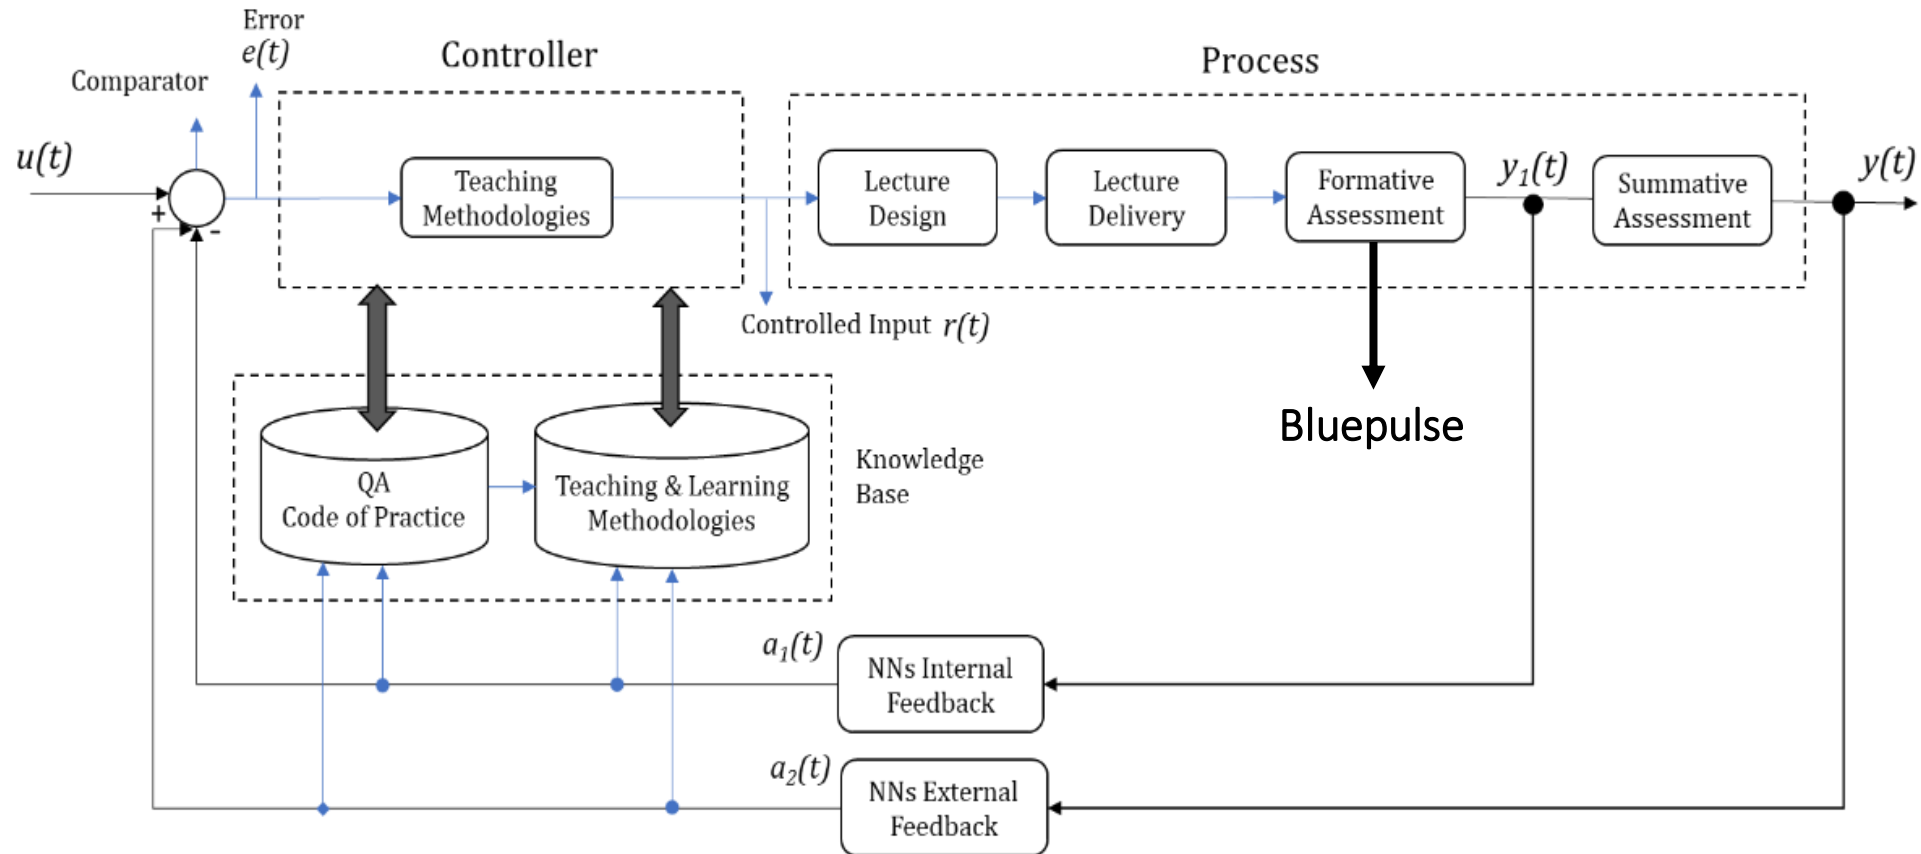 Error
e(t)
Controller
Process
Comparator
u(t)
+
-
Teaching
Methodologies
Lecture
Design
Lecture
Delivery
Formative
Assessment
y₁(t)
Summative
Assessment
y(t)
Controlled Input r(t)
Bluepulse
QA
Code of Practice
Teaching & Learning
Methodologies
Knowledge
Base
a₁(t)
NNs Internal
Feedback
a₂(t)
NNs External
Feedback